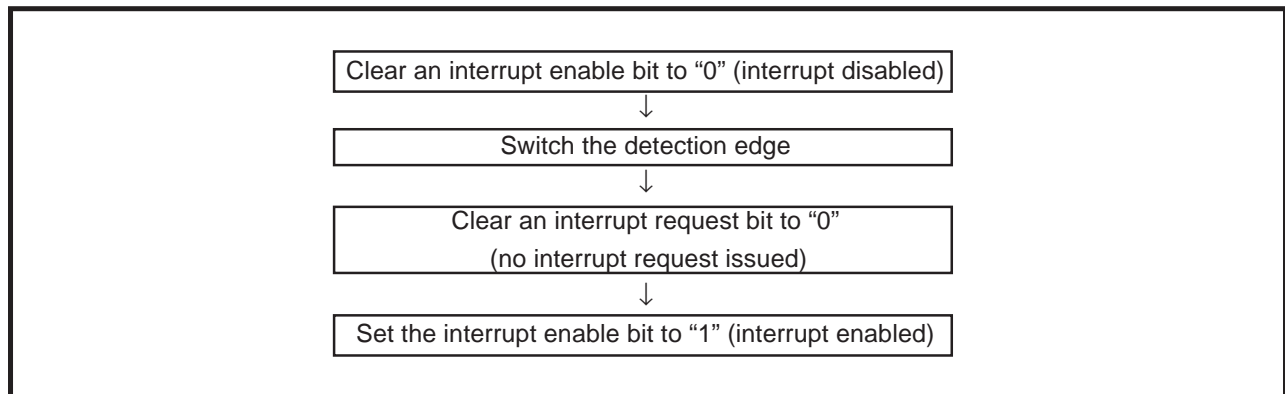 Clear an interrupt enable bit to “0” (interrupt disabled)
↓
Switch the detection edge
↓
Clear an interrupt request bit to “0”
(no interrupt request issued)
↓
Set the interrupt enable bit to “1” (interrupt enabled)